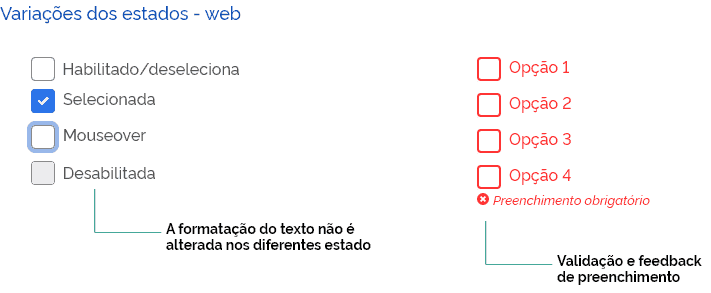 Variações dos estados - web
Habilitado/deseleciona
Selecionada
Mouseover
Desabilitada
A formatação do texto não é
alterada nos diferentes estado
Opção 1
Opção 2
Opção 3
Opção 4
Preenchimento obrigatório
Validação e feedback
de preenchimento